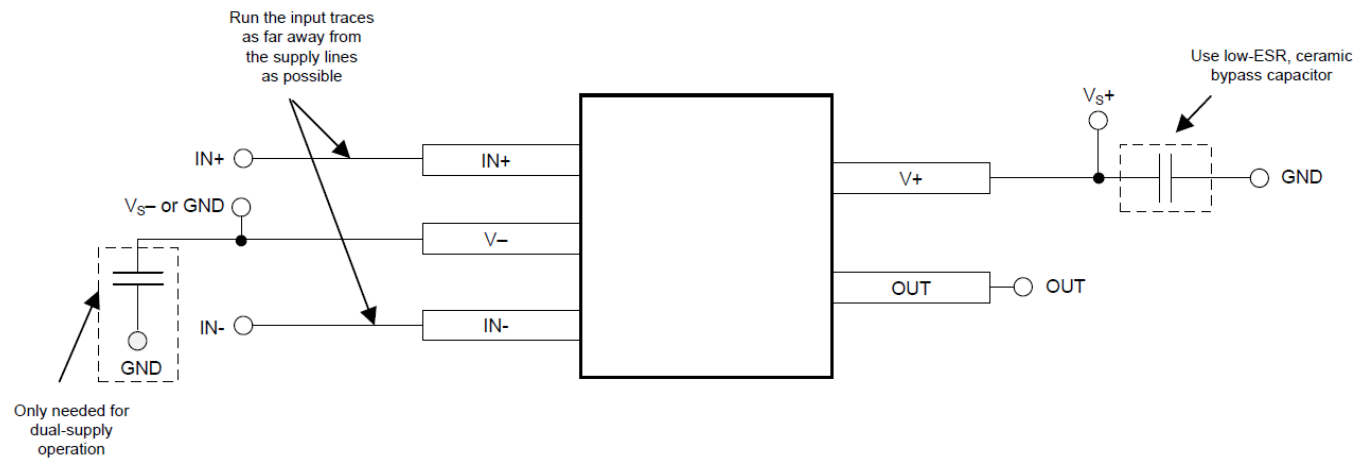 Run the input traces
as far away from
the supply lines
as possible
Use low-ESR, ceramic
bypass capacitor
VS+
IN+
IN+
V+
GND
VS– or GND
V–
OUT
OUT
IN-
IN-
GND
Only needed for
dual-supply
operation